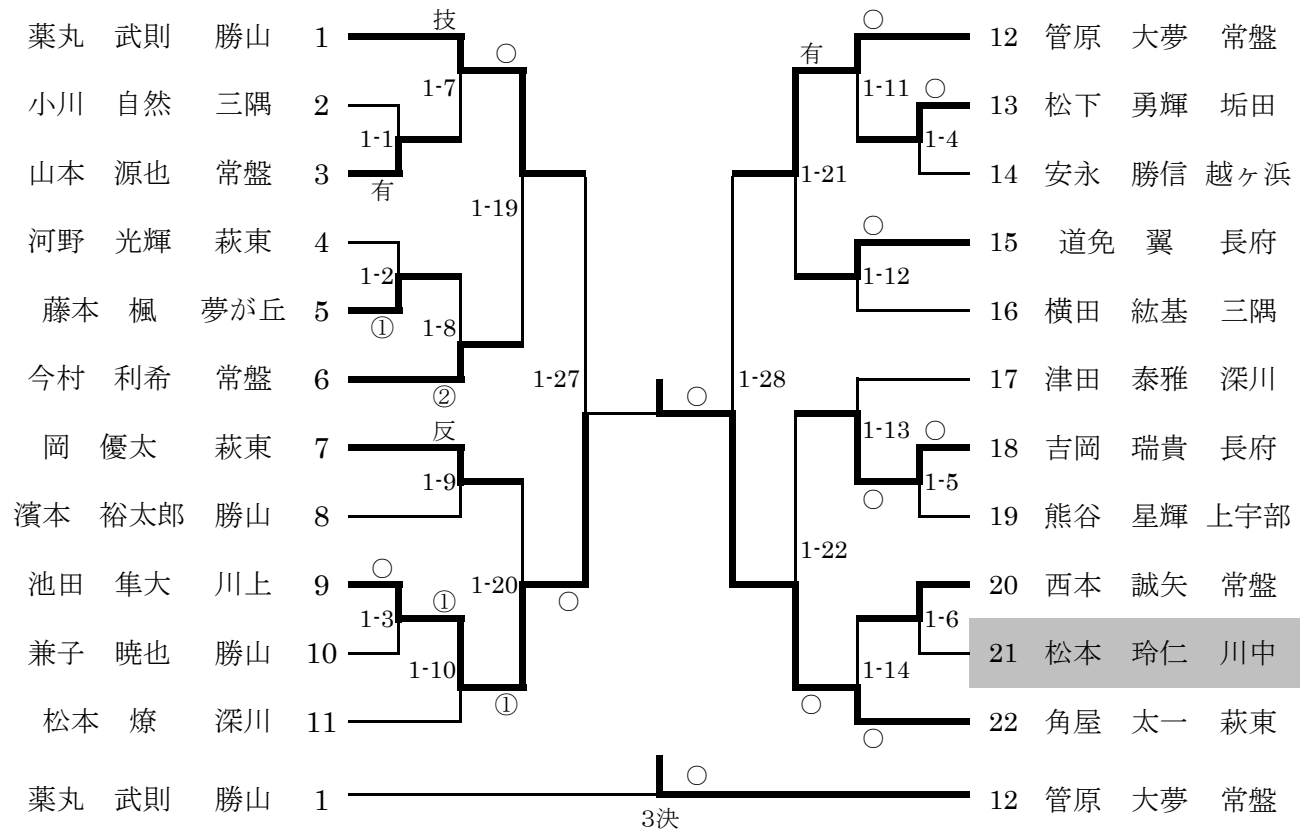 技 ○
薬丸 武則 勝山 1 ○ 有 12 管原 大夢 常盤
1-7 1-11 ○
小川 自然 三隅 2 13 松下 勇輝 垢田
1-1 1-4
山本 源也 常盤 3 1-21 14 安永 勝信 越ヶ浜
有 1-19
河野 光輝 萩東 4 ○ 15 道免 翼 長府
1-2 1-12
藤本 楓 夢が丘 5 16 横田 紘基 三隅
① 1-8
今村 利希 常盤 6 1-27 ○ 1-28 17 津田 泰雅 深川
②
反 1-13 ○
岡 優太 萩東 7 18 吉岡 瑞貴 長府
1-9 1-5
濱本 裕太郎 勝山 8 ○ 19 熊谷 星輝 上宇部
1-22
池田 隼大 川上 9 ○ 1-20 ○ 20 西本 誠矢 常盤
1-3 ① 1-6
兼子 暁也 勝山 10 21 松本 玲仁 川中
1-10 1-14
松本 燎 深川 11 ① ○ 22 角屋 太一 萩東
○
薬丸 武則 勝山 1 ○ 12 管原 大夢 常盤
3決